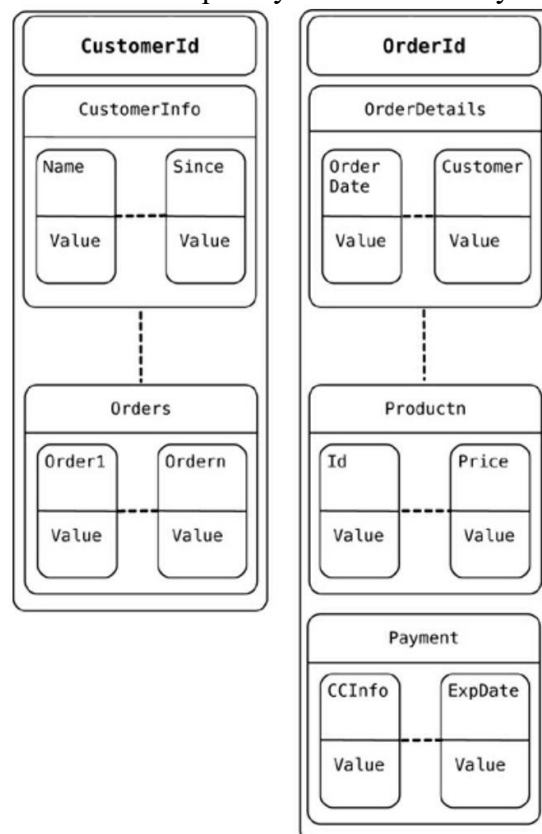 CustomerId
CustomerInfo
Name Since
Value Value
Orders
Order1 Ordern
Value Value
OrderId
OrderDetails
Order
Date Customer
Value Value
Productn
Id Price
Value Value
Payment
CCInfo ExpDate
Value Value